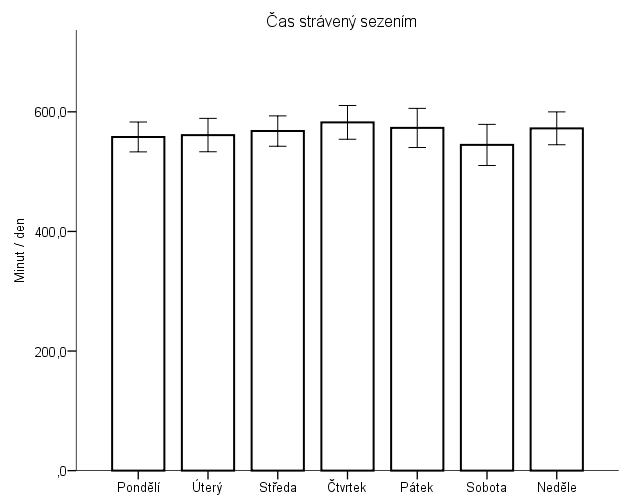 Čas strávený sezením
Minut / den
600,0
400,0
200,0
,0
Pondělí Úterý Středa Čtvrtek Pátek Sobota Neděle